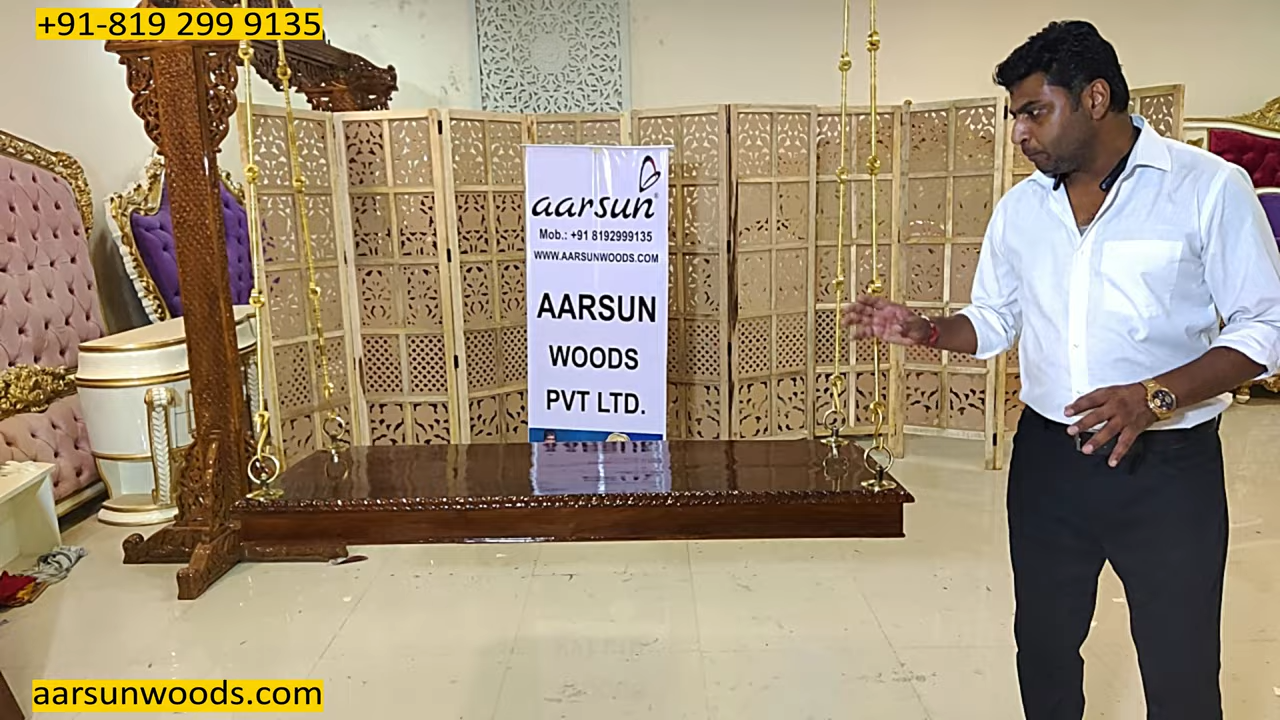 +91-819 299 9135
aarsun®
Mob.: +91 8192999135
WWW.AARSUNWOODS.COM
AARSUN
WOODS
PVT LTD.
aarsunwoods.com